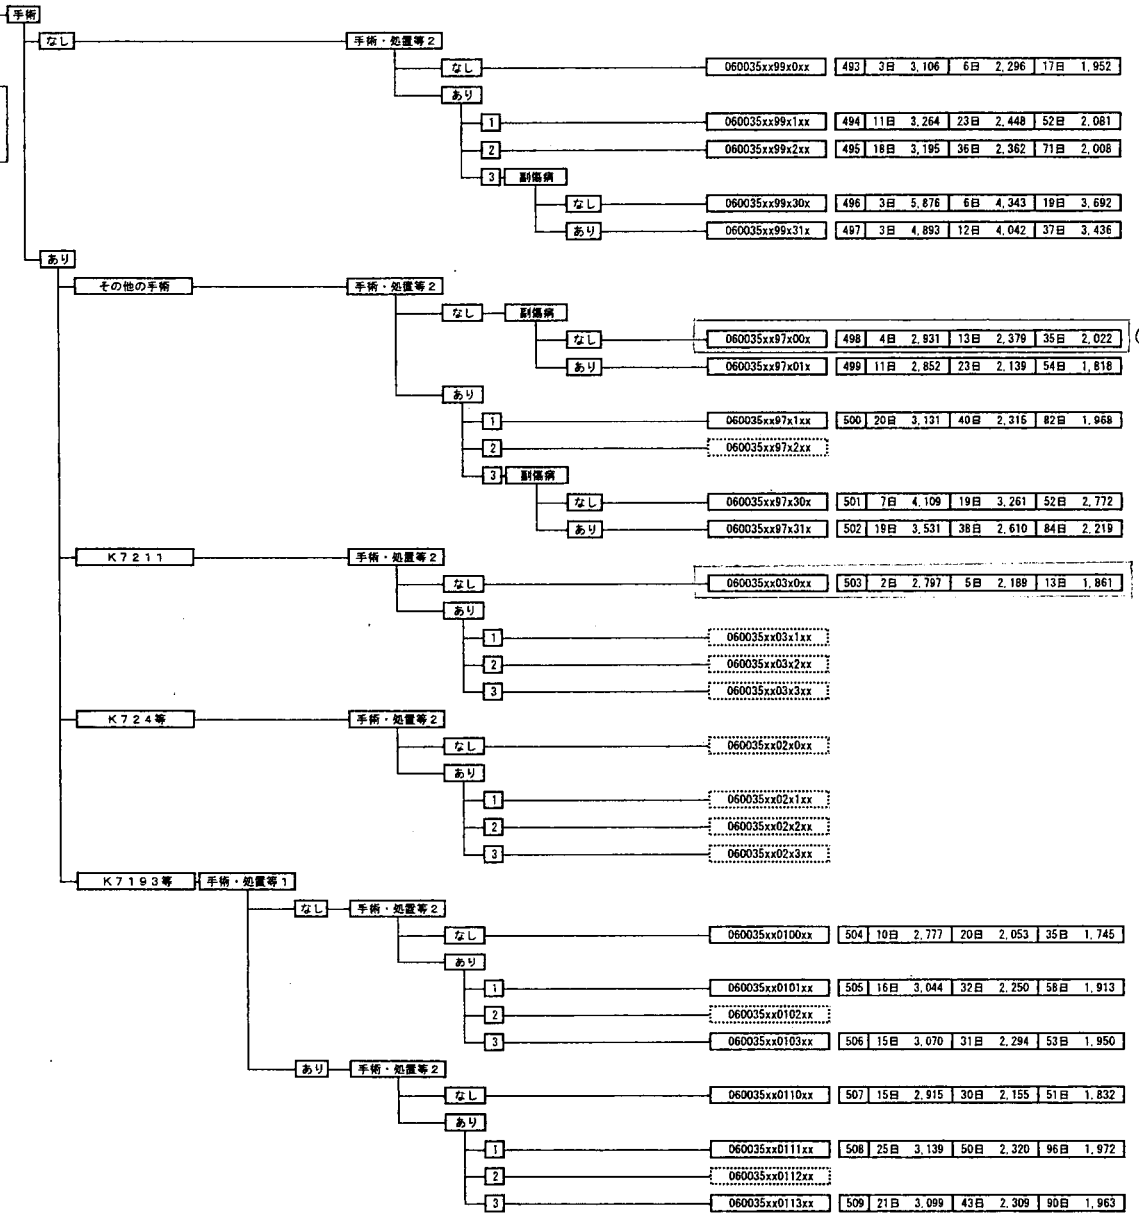 手術
なし 手術・処置等2
なし 060035xx99x0xx 493 3日 3,106 6日 2,296 17日 1,952
あり
1 060035xx99x1xx 494 11日 3,264 23日 2,448 52日 2,081
2 060035xx99x2xx 495 18日 3,195 36日 2,362 71日 2,008
3 副傷病
なし 060035xx99x30x 496 3日 5,876 6日 4,343 19日 3,692
あり 060035xx99x31x 497 3日 4,893 12日 4,042 37日 3,436
あり
その他の手術 手術・処置等2
なし 副傷病
なし 060035xx97x00x 498 4日 2,931 13日 2,379 35日 2,022
あり 060035xx97x01x 499 11日 2,852 23日 2,139 54日 1,818
あり
1 060035xx97x1xx 500 20日 3,131 40日 2,315 82日 1,968
2 060035xx97x2xx
3 副傷病
なし 060035xx97x30x 501 7日 4,109 19日 3,261 52日 2,772
あり 060035xx97x31x 502 19日 3,531 38日 2,610 84日 2,219
K7211 手術・処置等2
なし 060035xx03x0xx 503 2日 2,797 5日 2,189 13日 1,861
あり
1 060035xx03x1xx
2 060035xx03x2xx
3 060035xx03x3xx
K724等 手術・処置等2
なし 060035xx02x0xx
あり
1 060035xx02x1xx
2 060035xx02x2xx
3 060035xx02x3xx
K7193等 手術・処置等1
なし 手術・処置等2
なし 060035xx0100xx 504 10日 2,777 20日 2,053 35日 1,745
あり
1 060035xx0101xx 505 16日 3,044 32日 2,250 58日 1,913
2 060035xx0102xx
3 060035xx0103xx 506 15日 3,070 31日 2,294 53日 1,950
あり 手術・処置等2
なし 060035xx0110xx 507 15日 2,915 30日 2,155 51日 1,832
あり
1 060035xx0111xx 508 25日 3,139 50日 2,320 96日 1,972
2 060035xx0112xx
3 060035xx0113xx 509 21日 3,099 43日 2,309 90日 1,963